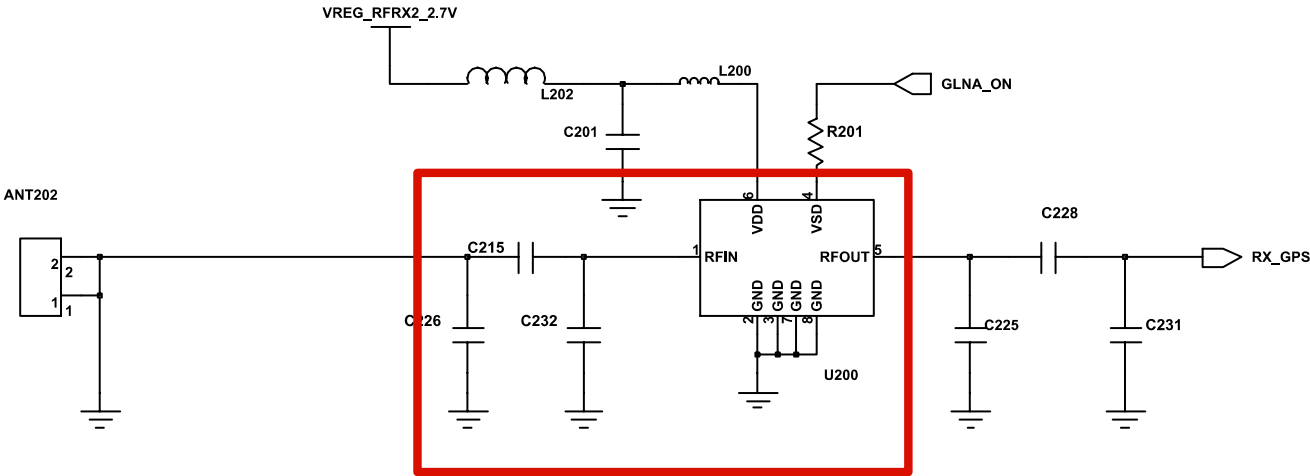 VREG_RFRX2_2.7V
L200
L202
GLNA_ON
C201
R201
ANT202
6
4
VDD
VSD
C228
C215
1
RFIN
RFOUT
5
RX_GPS
2
2
1
1
GND
GND
GND
GND
2
3
7
8
C226
C232
C225
C231
U200